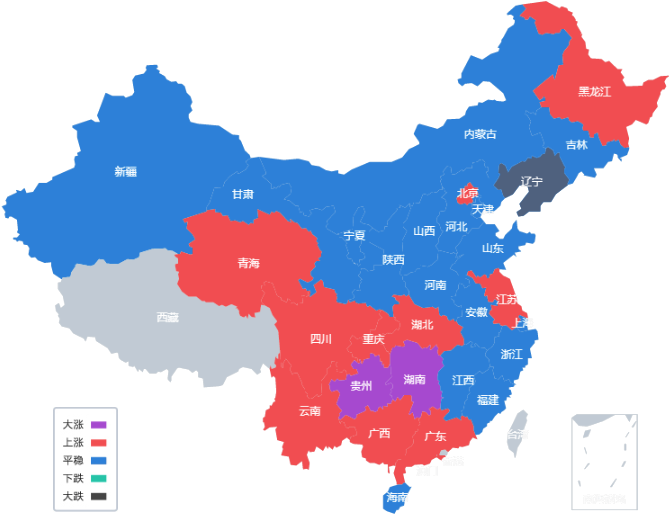 黑龙江
内蒙古
吉林
新疆
辽宁
甘肃
北京
天津
宁夏
山西
河北
山东
青海
陕西
河南
江苏
西藏
安徽
上海
四川
重庆
湖北
浙江
贵州
湖南
江西
福建
云南
广西
广东
台湾
海南
大涨
上涨
平稳
下跌
大跌